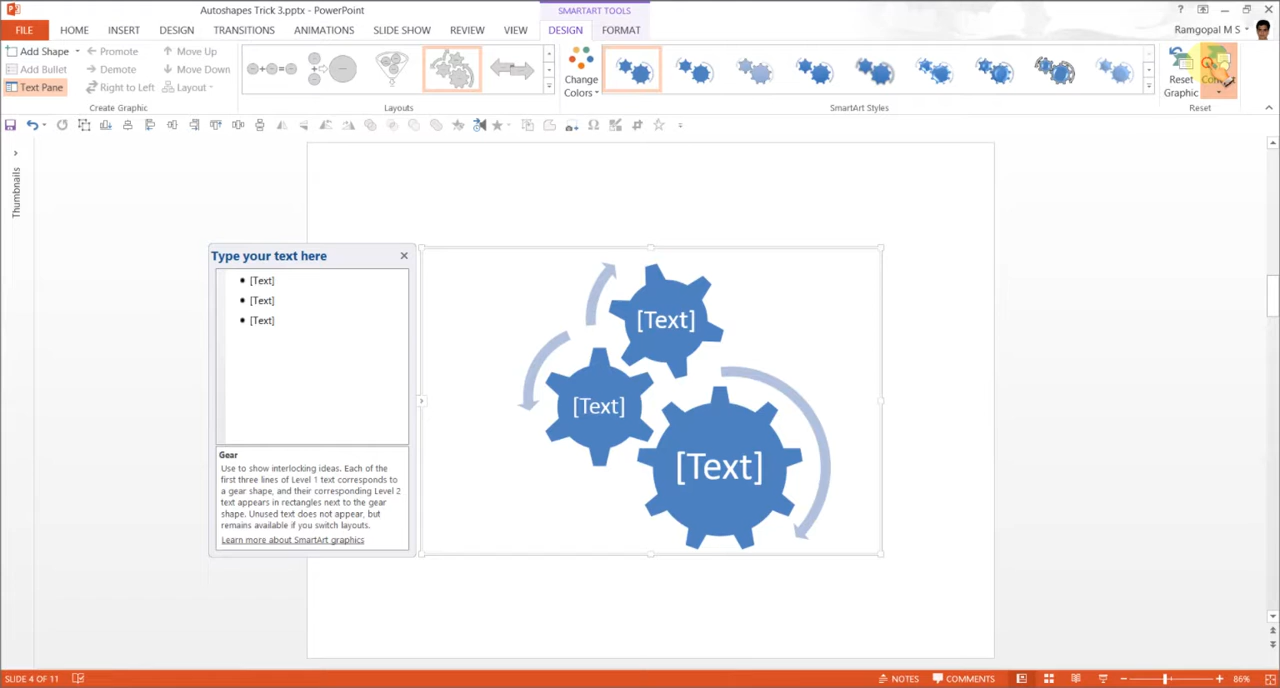 Autoshapes Trick 3.pptx - PowerPoint
SMARTART TOOLS
?
FILE
HOME
INSERT
DESIGN
TRANSITIONS
ANIMATIONS
SLIDE SHOW
REVIEW
VIEW
DESIGN
FORMAT
Ramgopal M S
Add Shape
Promote
Move Up
Add Bullet
Demote
Move Down
Text Pane
Right to Left
Layout
Create Graphic
Layouts
Change
Colors
SmartArt Styles
Reset
Graphic
Reset
Thumbnails
Type your text here
• [Text]
• [Text]
• [Text]
Gear
Use to show interlocking ideas. Each of the
first three lines of Level 1 text corresponds to
a gear shape, and their corresponding Level 2
text appears in rectangles next to the gear
shape. Unused text does not appear, but
remains available if you switch layouts.
Learn more about SmartArt graphics
[Text]
[Text]
[Text]
SLIDE 4 OF 11
NOTES
COMMENTS
86%